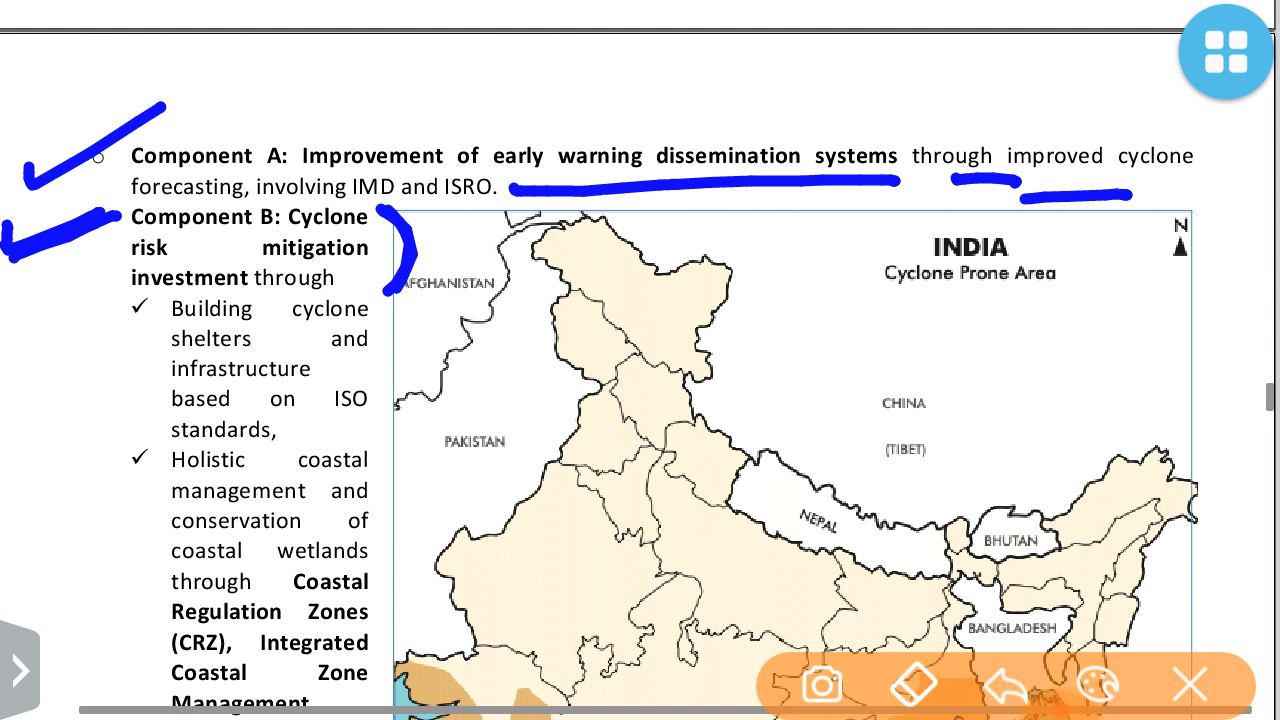 o Component A: Improvement of early warning dissemination systems through improved cyclone
forecasting, involving IMD and ISRO.
Component B: Cyclone
risk mitigation
investment through
✓ Building cyclone
shelters and
infrastructure
based on ISO
standards,
✓ Holistic coastal
management and
conservation of
coastal wetlands
through Coastal
Regulation Zones
(CRZ), Integrated
Coastal Zone
Management
N
INDIA
Cyclone Prone Area
AFGHANISTAN
CHINA
PAKISTAN
(TIBET)
NEPAL
BHUTAN
BANGLADESH